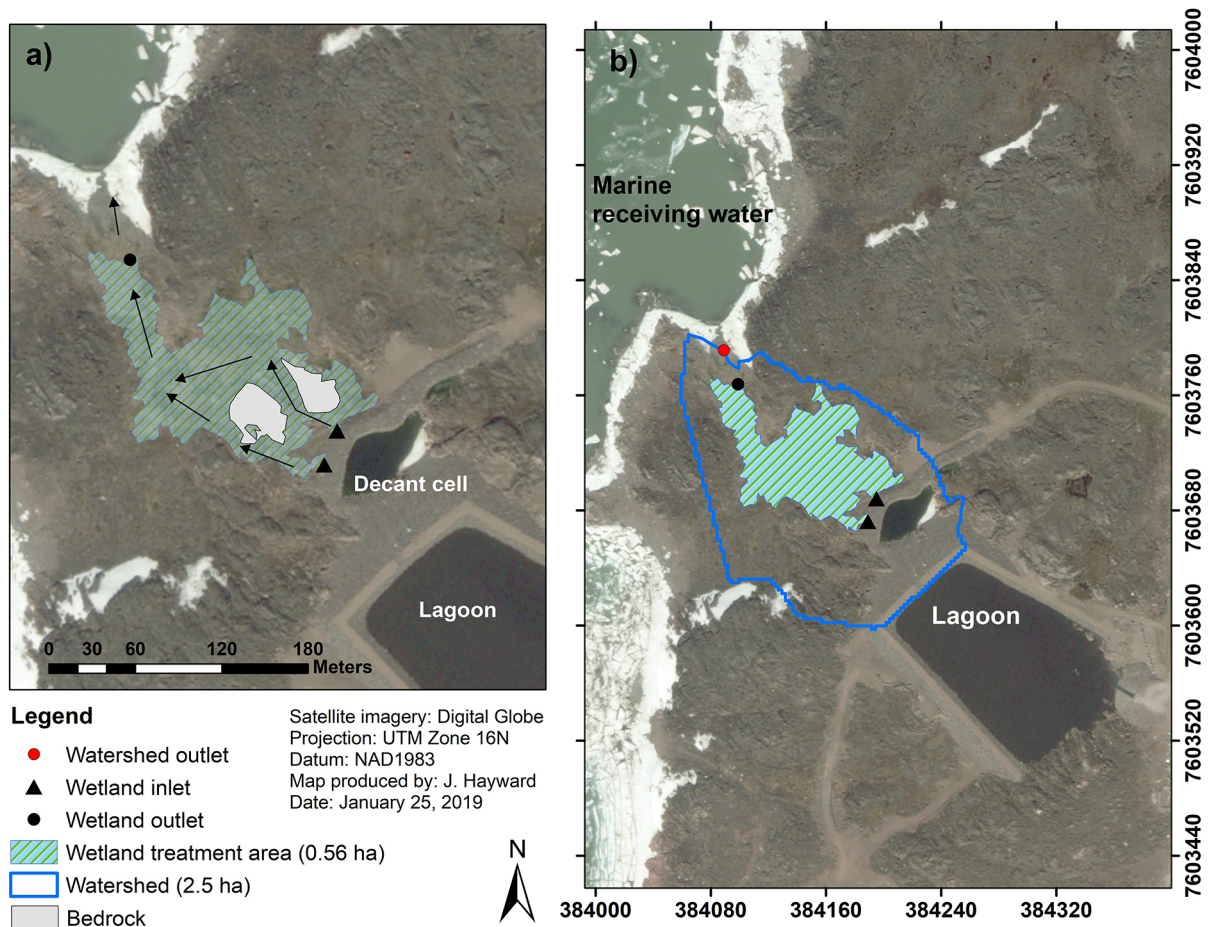 a)
Decant cell
Lagoon
0 30 60 120 180
Meters
b)
Marine
receiving water
Lagoon
7604000
7603920
7603840
7603760
7603680
7603600
7603520
7603440
384000 384080 384160 384240 384320
Legend
Watershed outlet
Wetland inlet
Wetland outlet
Wetland treatment area (0.56 ha)
Watershed (2.5 ha)
Bedrock
Satellite imagery: Digital Globe
Projection: UTM Zone 16N
Datum: NAD1983
Map produced by: J. Hayward
Date: January 25, 2019
N